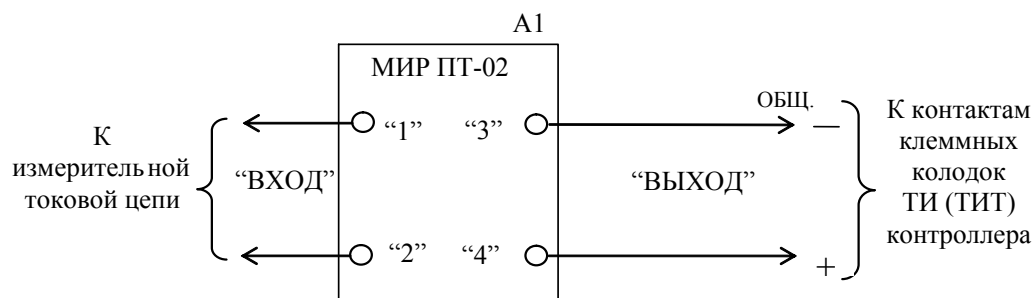 А1
МИР ПТ-02
ОБЩ.
“1” “3”
—
К контактам
клеммных
колодок
ТИ (ТИТ)
контроллера
К
измерительной
токовой цепи
“ВХОД”
“ВЫХОД”
“2” “4”
+